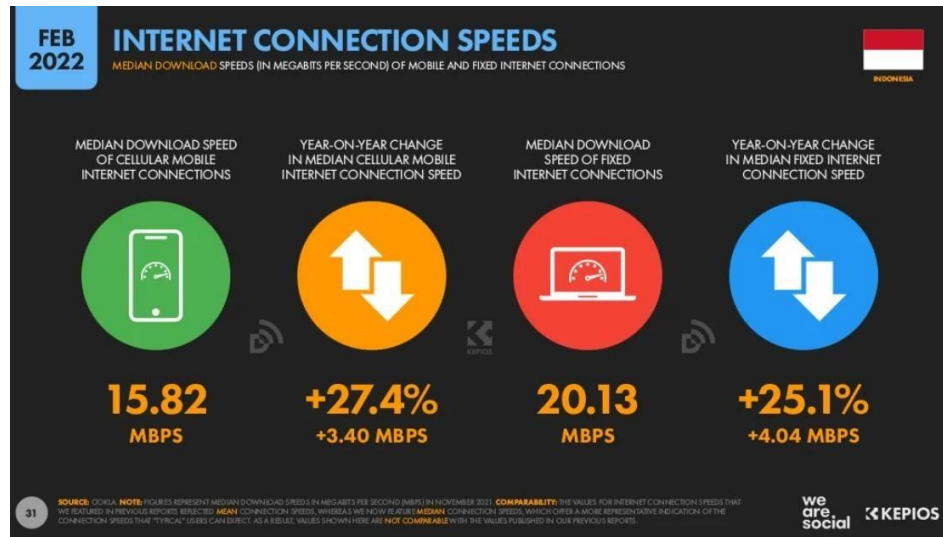 FEB
2022
INTERNET CONNECTION SPEEDS
MEDIAN DOWNLOAD SPEEDS (IN MEGABITS PER SECOND) OF MOBILE AND FIXED INTERNET CONNECTIONS
INDONESIA
MEDIAN DOWNLOAD SPEED
OF CELLULAR MOBILE
INTERNET CONNECTIONS
YEAR-ON-YEAR CHANGE
IN MEDIAN CELLULAR MOBILE
INTERNET CONNECTION SPEED
MEDIAN DOWNLOAD
SPEED OF FIXED
INTERNET CONNECTIONS
YEAR-ON-YEAR CHANGE
IN MEDIAN FIXED INTERNET
CONNECTION SPEED
KEPIOS
15.82
MBPS
+27.4%
+3.40 MBPS
20.13
MBPS
+25.1%
+4.04 MBPS
31
SOURCE: OOKLA. NOTE: FIGURES REPRESENT MEDIAN DOWNLOAD SPEEDS IN MEGABITS PER SECOND (MBPS) IN NOVEMBER 2021. COMPARABILITY: THE VALUES FOR INTERNET CONNECTION SPEEDS THAT
WE FEATURED IN PREVIOUS REPORTS REFLECTED MEAN CONNECTION SPEEDS, WHEREAS WE NOW FEATURE MEDIAN CONNECTION SPEEDS, WHICH OFFER A MORE REPRESENTATIVE INDICATION OF THE
CONNECTION SPEEDS THAT "TYPICAL" USERS CAN EXPECT. AS A RESULT, VALUES SHOWN HERE ARE NOT COMPARABLE WITH THE VALUES PUBLISHED IN OUR PREVIOUS REPORTS.
we
are
social
KEPIOS